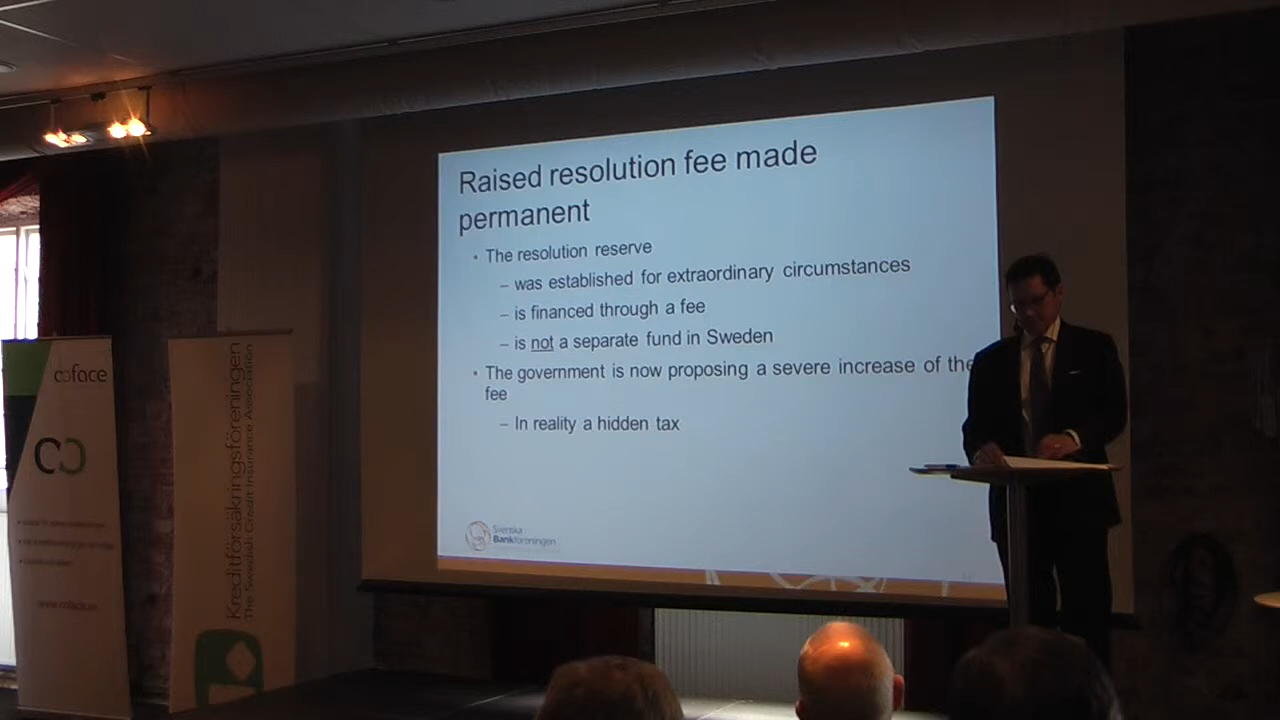 Raised resolution fee made
permanent
• The resolution reserve
– was established for extraordinary circumstances
– is financed through a fee
– is not a separate fund in Sweden
• The government is now proposing a severe increase of the
fee
– In reality a hidden tax
Svenska
Bankföreningen
coface
www.coface.se
Kreditförsäkringsföreningen
The Swedish Credit Insurance Association